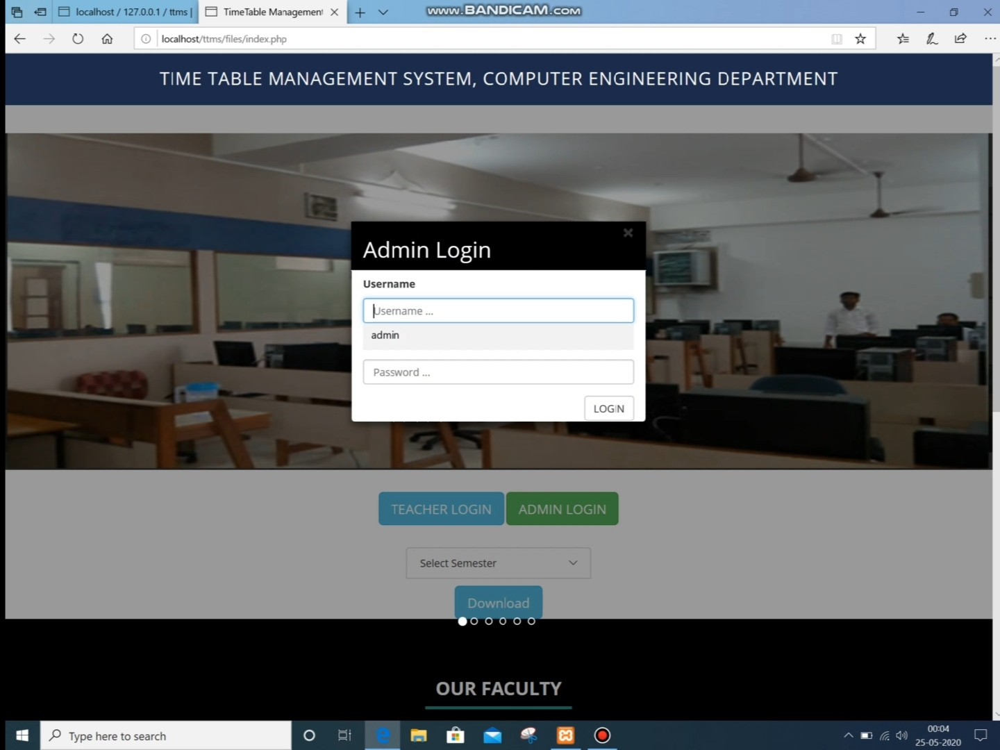 localhost / 127.0.0.1 / ttms |
TimeTable Management
www.BANDICAM.com
localhost/ttms/files/index.php
TIME TABLE MANAGEMENT SYSTEM, COMPUTER ENGINEERING DEPARTMENT
Admin Login
Username
Username ...
admin
Password ...
LOGIN
TEACHER LOGIN
ADMIN LOGIN
Select Semester
Download
OUR FACULTY
Type here to search
00:04
25-05-2020